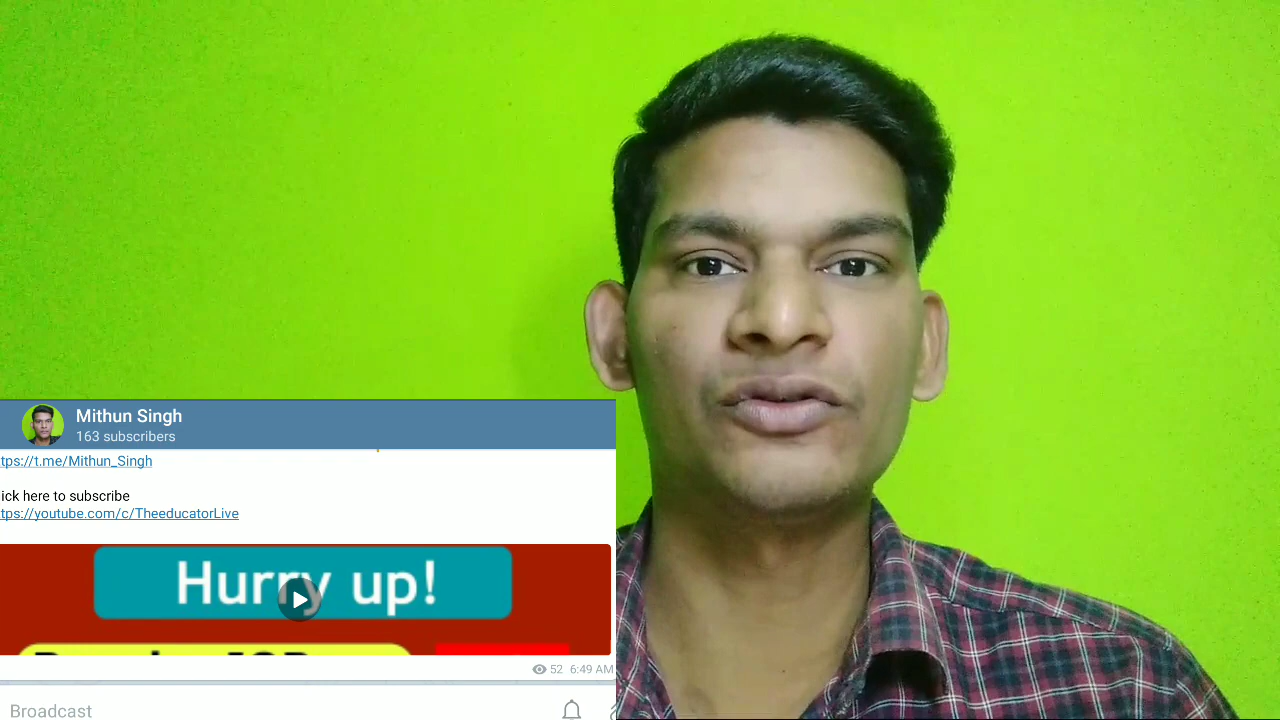 Mithun Singh
163 subscribers
tps://t.me/Mithun_Singh
ick here to subscribe
tps://youtube.com/c/TheeducatorLive
Hurry up!
52 6:49 AM
Broadcast